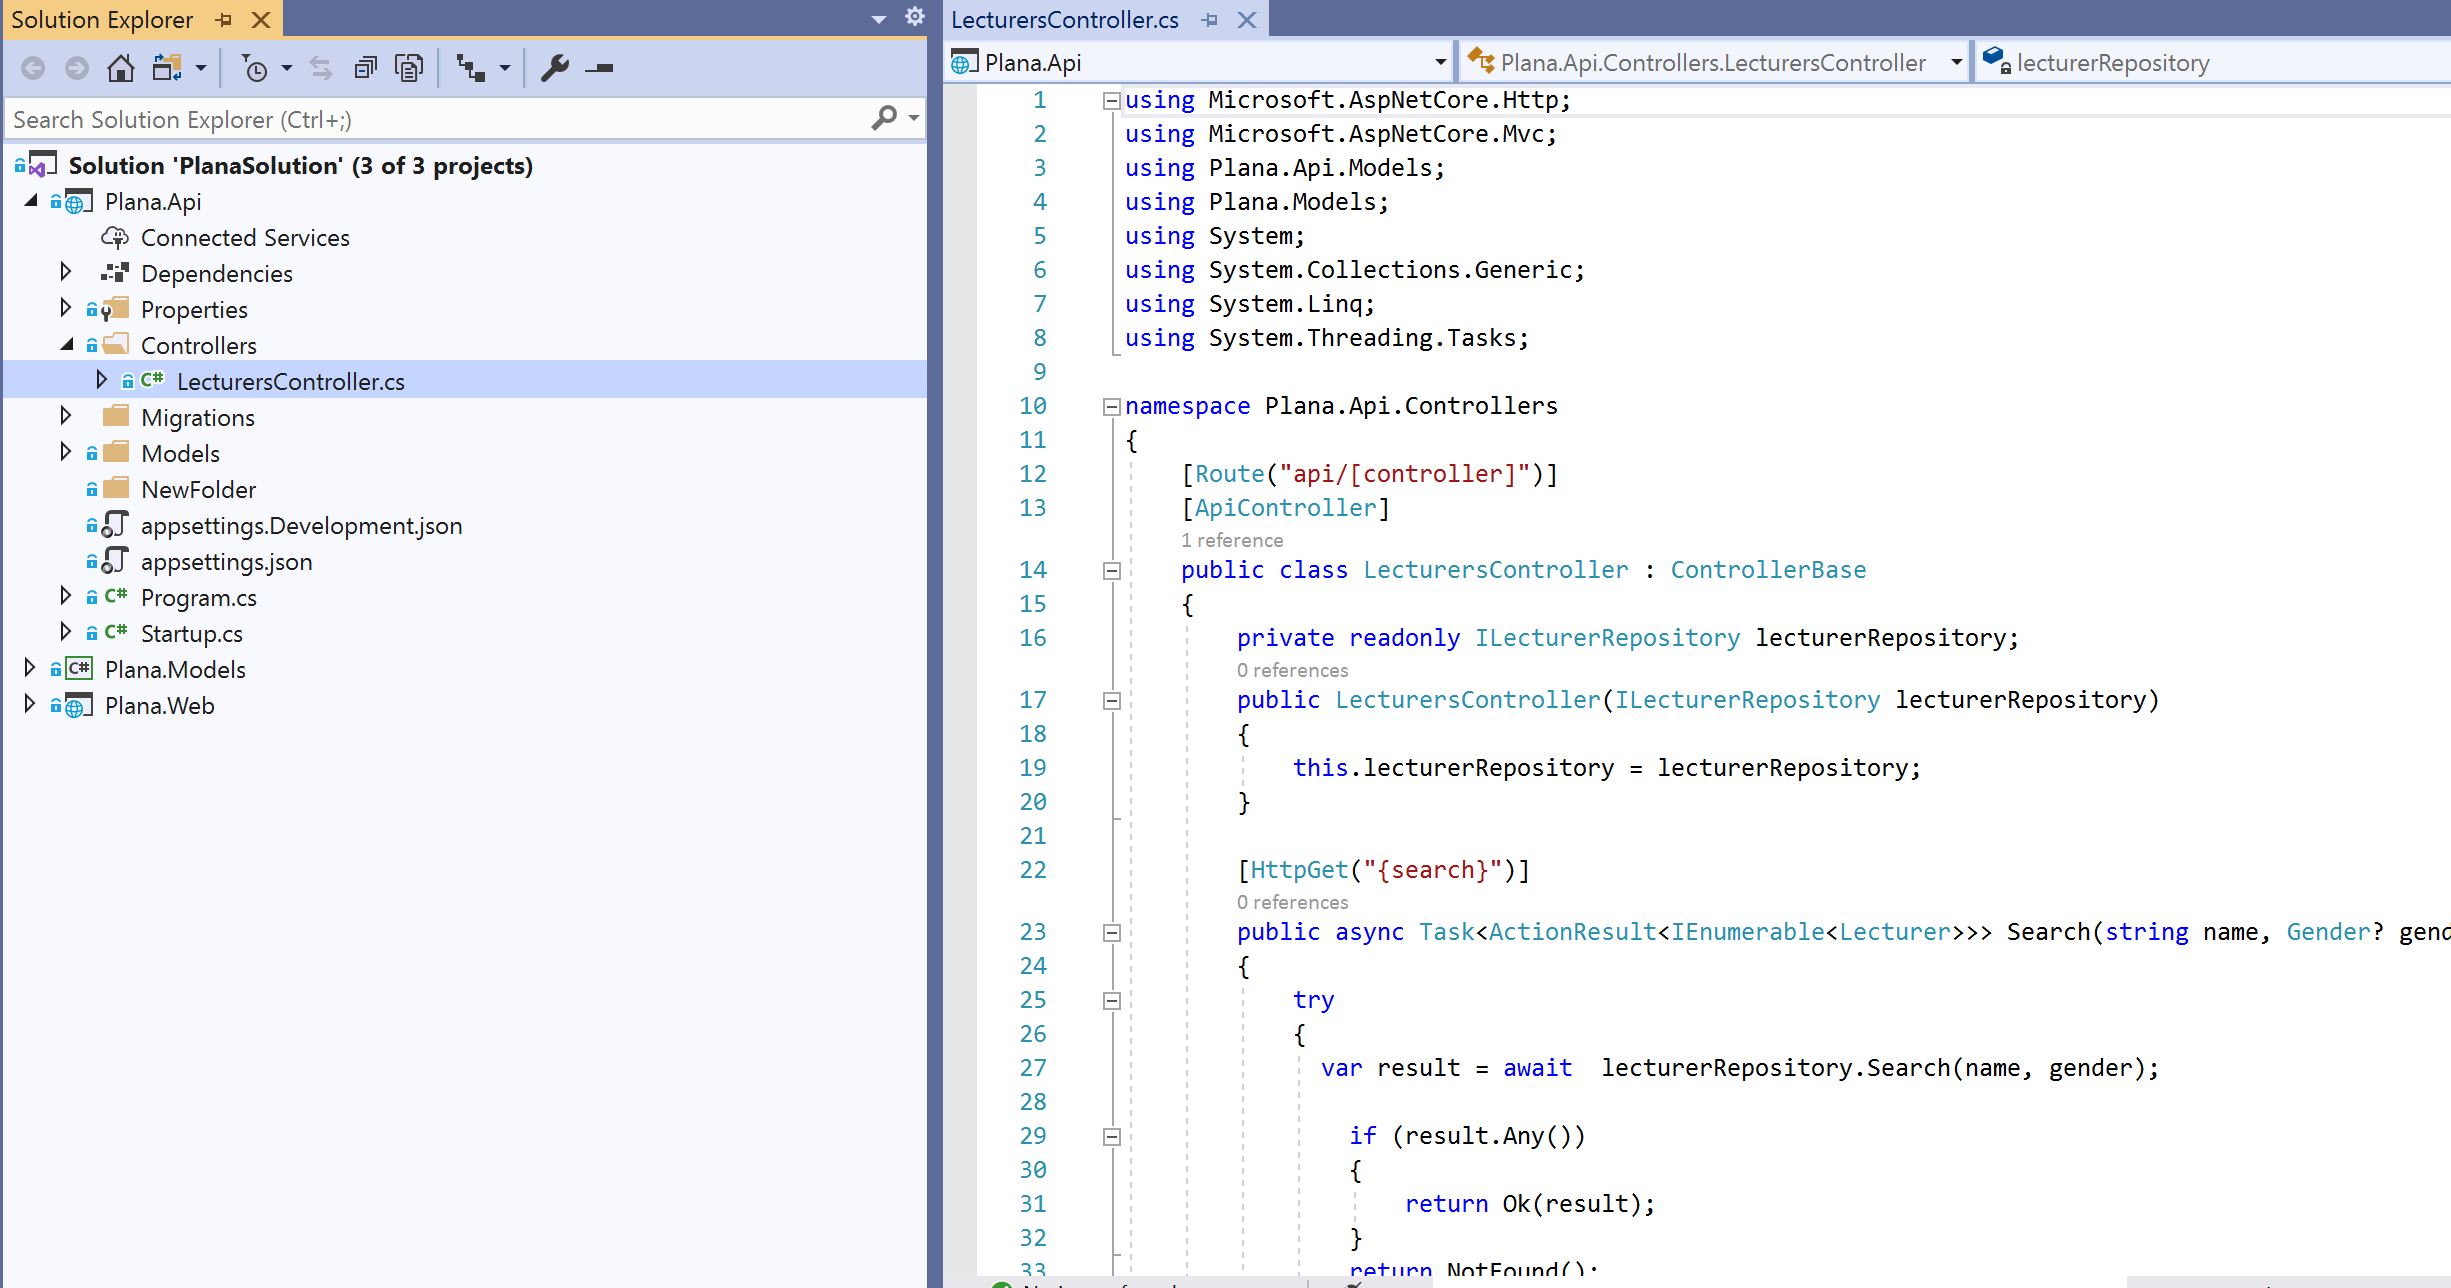 Solution Explorer
Search Solution Explorer (Ctrl+;)
Solution 'PlanaSolution' (3 of 3 projects)
Plana.Api
Connected Services
Dependencies
Properties
Controllers
C# LecturersController.cs
Migrations
Models
NewFolder
appsettings.Development.json
appsettings.json
C# Program.cs
C# Startup.cs
C# Plana.Models
Plana.Web
LecturersController.cs
Plana.Api
Plana.Api.Controllers.LecturersController
lecturerRepository
1 using Microsoft.AspNetCore.Http;
2 using Microsoft.AspNetCore.Mvc;
3 using Plana.Api.Models;
4 using Plana.Models;
5 using System;
6 using System.Collections.Generic;
7 using System.Linq;
8 using System.Threading.Tasks;
9
10 namespace Plana.Api.Controllers
11 {
12 [Route("api/[controller]")]
13 [ApiController]
1 reference
14 public class LecturersController : ControllerBase
15 {
16 private readonly ILecturerRepository lecturerRepository;
0 references
17 public LecturersController(ILecturerRepository lecturerRepository)
18 {
19 this.lecturerRepository = lecturerRepository;
20 }
21
22 [HttpGet("{search}")]
0 references
23 public async Task<ActionResult<IEnumerable<Lecturer>>> Search(string name, Gender? gend
24 {
25 try
26 {
27 var result = await  lecturerRepository.Search(name, gender);
28
29 if (result.Any())
30 {
31 return Ok(result);
32 }
33 return NotFound();